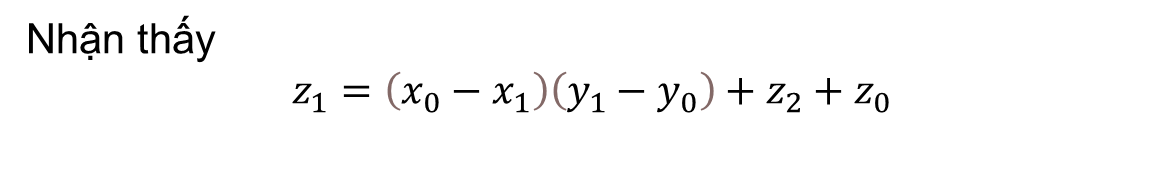 Nhận thấy
𝑧₁ = (𝑥₀ − 𝑥₁)(𝑦₁ − 𝑦₀) + 𝑧₂ + 𝑧₀